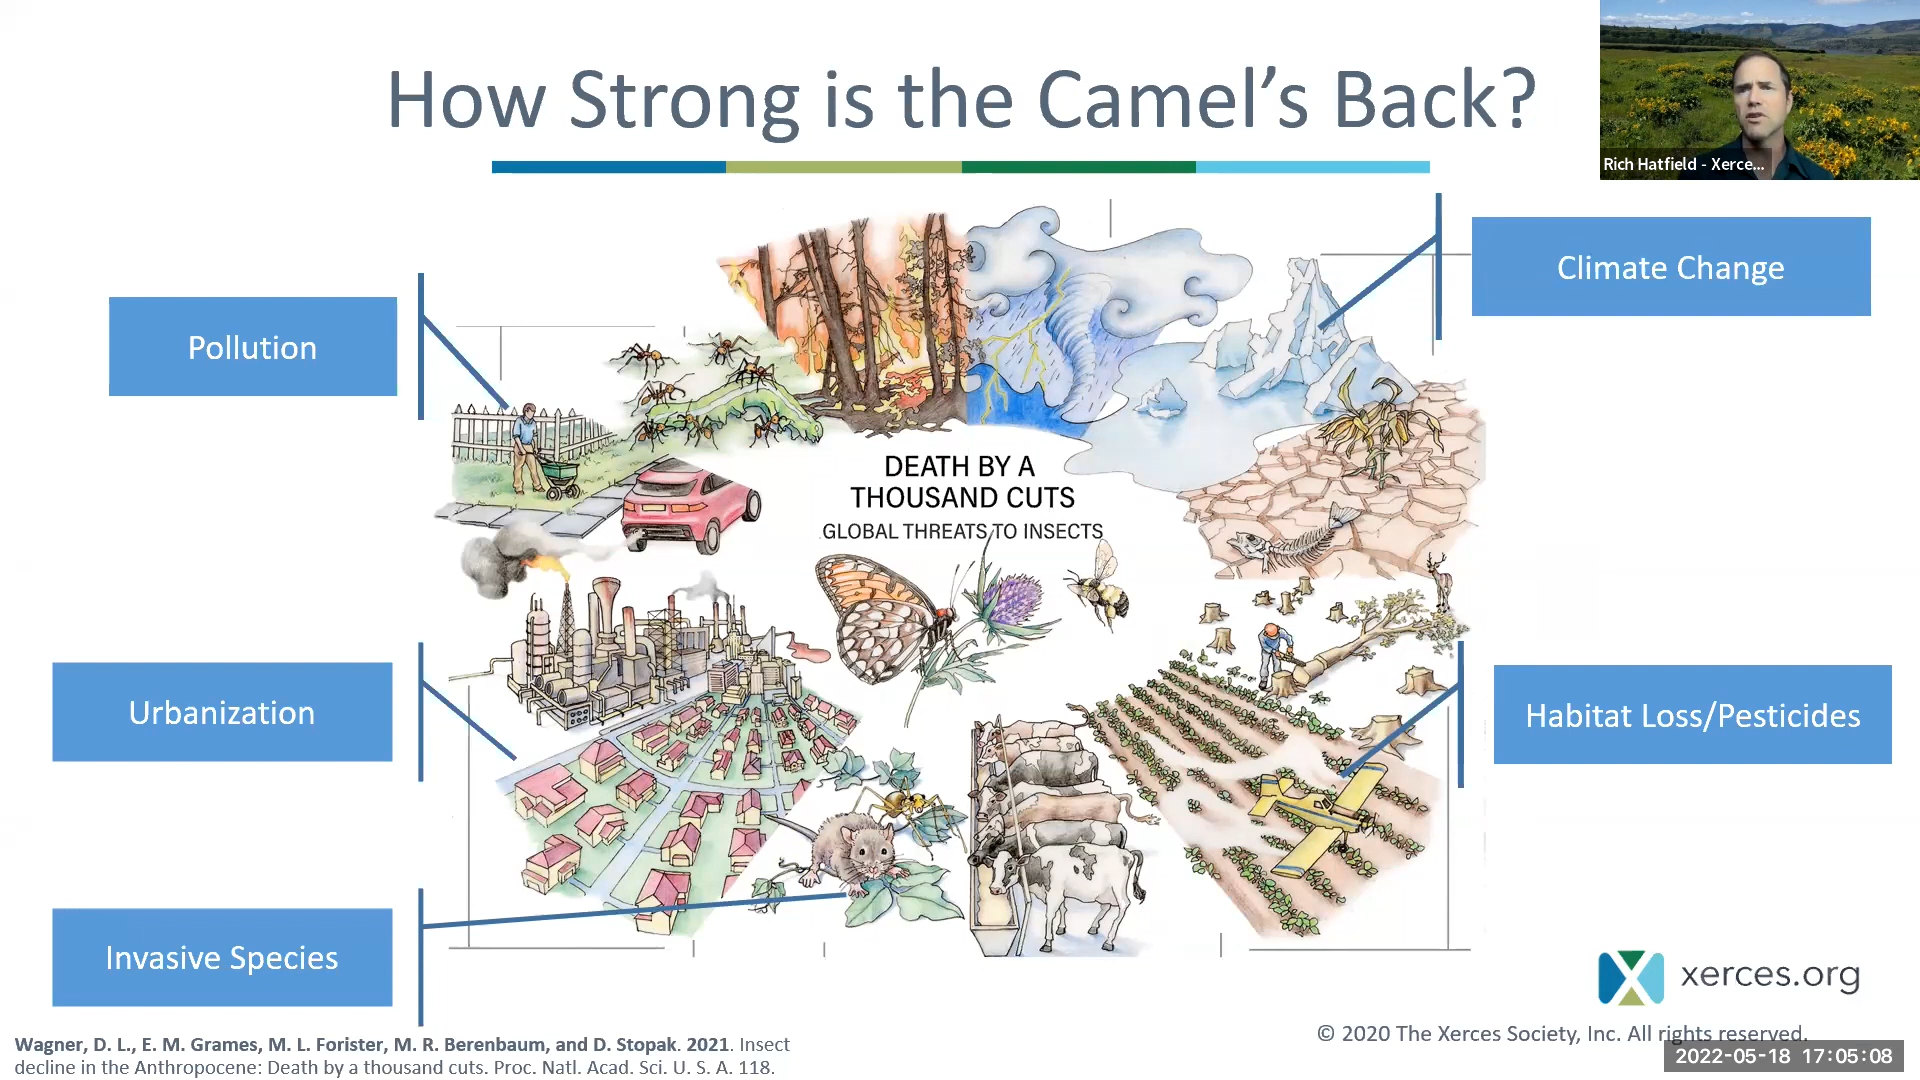 How Strong is the Camel's Back?
Rich Hatfield - Xerce...
Climate Change
Pollution
DEATH BY A
THOUSAND CUTS
GLOBAL THREATS TO INSECTS
Urbanization
Habitat Loss/Pesticides
Invasive Species
xerces.org
© 2020 The Xerces Society, Inc. All rights reserved.
Wagner, D. L., E. M. Grames, M. L. Forister, M. R. Berenbaum, and D. Stopak. 2021. Insect
decline in the Anthropocene: Death by a thousand cuts. Proc. Natl. Acad. Sci. U. S. A. 118.
2022-05-18 17:05:08